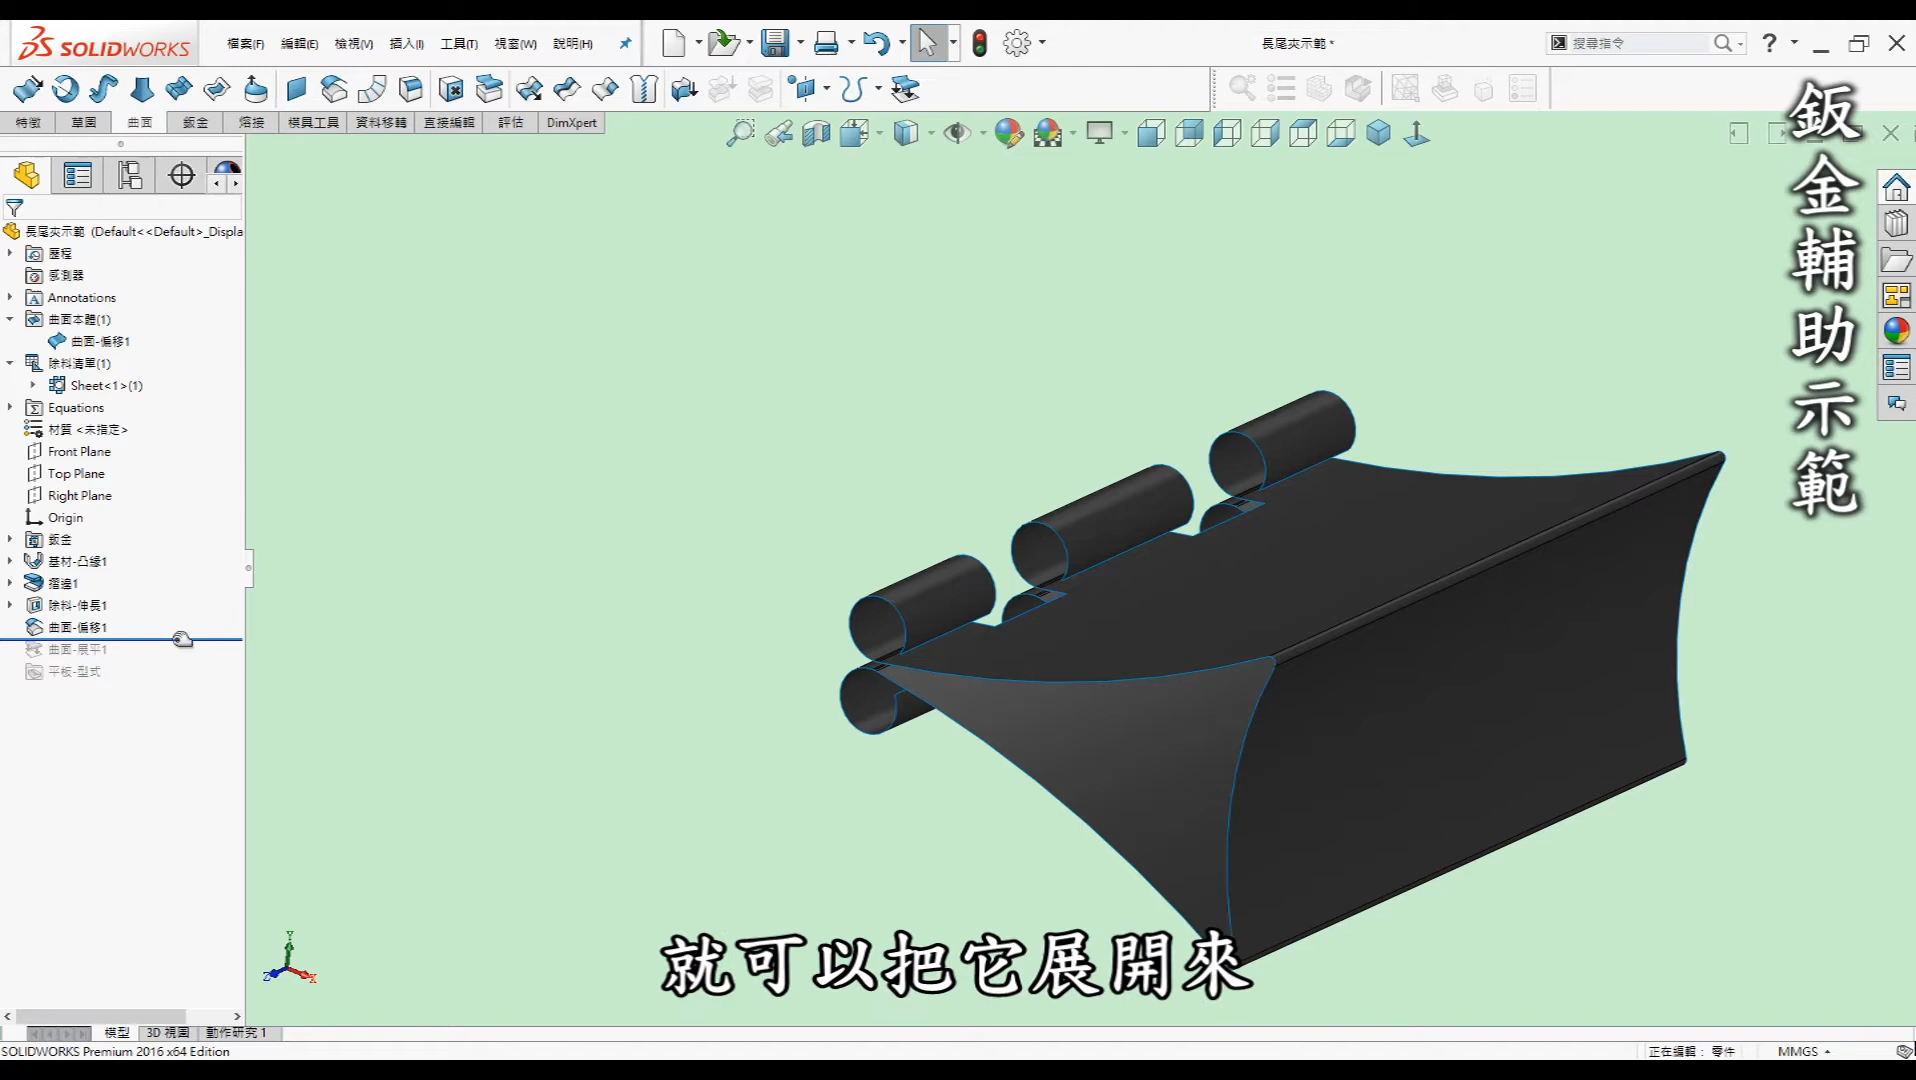 SOLIDWORKS
檔案(F) 編輯(E) 檢視(V) 插入(I) 工具(T) 視窗(W) 說明(H)
長尾夾示範 *
搜尋指令
特徵 草圖 曲面 鈑金 熔接 模具工具 資料移轉 直接編輯 評估 DimXpert
長尾夾示範 (Default<<Default>_Displa
歷程
感測器
Annotations
曲面本體(1)
曲面-偏移1
除料清單(1)
Sheet<1>(1)
Equations
材質 <未指定>
Front Plane
Top Plane
Right Plane
Origin
鈑金
基材-凸緣1
摺邊1
除料-伸長1
曲面-偏移1
曲面-展平1
平板-型式
鈑金輔助示範
Y
Z
X
就可以把它展開來
模型 3D 視圖 動作研究 1
SOLIDWORKS Premium 2016 x64 Edition
正在編輯： 零件
MMGS